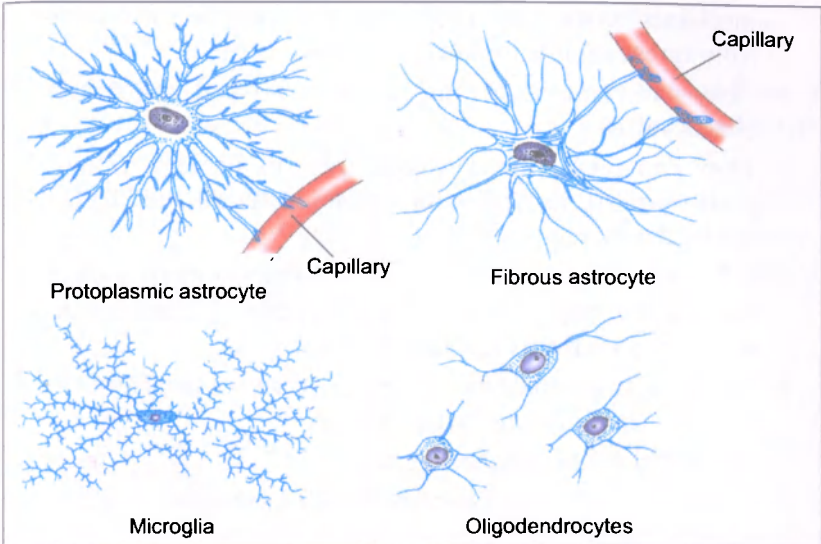 Capillary
Capillary
Protoplasmic astrocyte
Fibrous astrocyte
Microglia
Oligodendrocytes